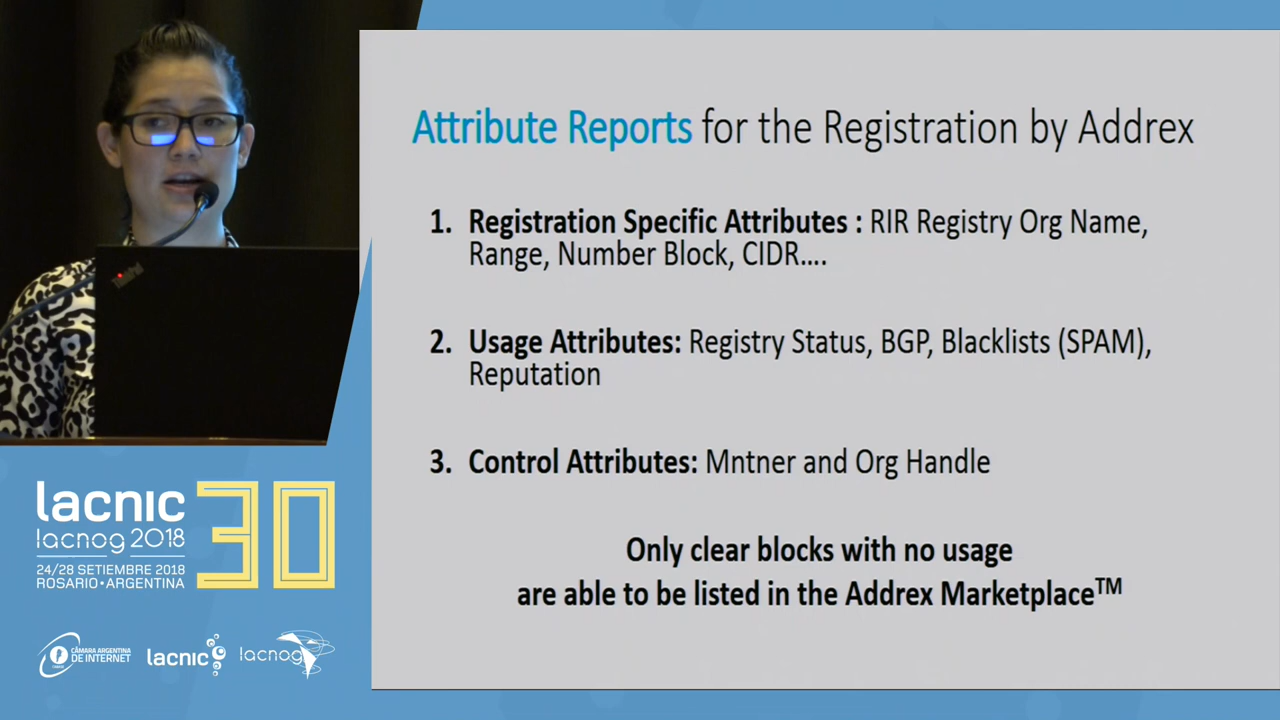 Attribute Reports for the Registration by Addrex
1. Registration Specific Attributes : RIR Registry Org Name,
Range, Number Block, CIDR....
2. Usage Attributes: Registry Status, BGP, Blacklists (SPAM),
Reputation
3. Control Attributes: Mntner and Org Handle
Only clear blocks with no usage
are able to be listed in the Addrex Marketplace™
lacnic 30
lacnog 2018
24/28 SETIEMBRE 2018
ROSARIO•ARGENTINA
CÁMARA ARGENTINA
DE INTERNET
lacnic
lacnog